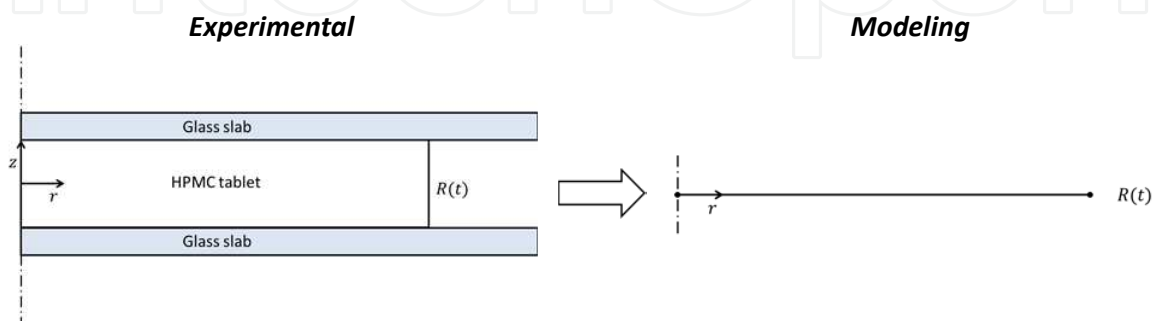 Experimental
Modeling
Glass slab
z
HPMC tablet
R(t)
r
Glass slab
r
R(t)